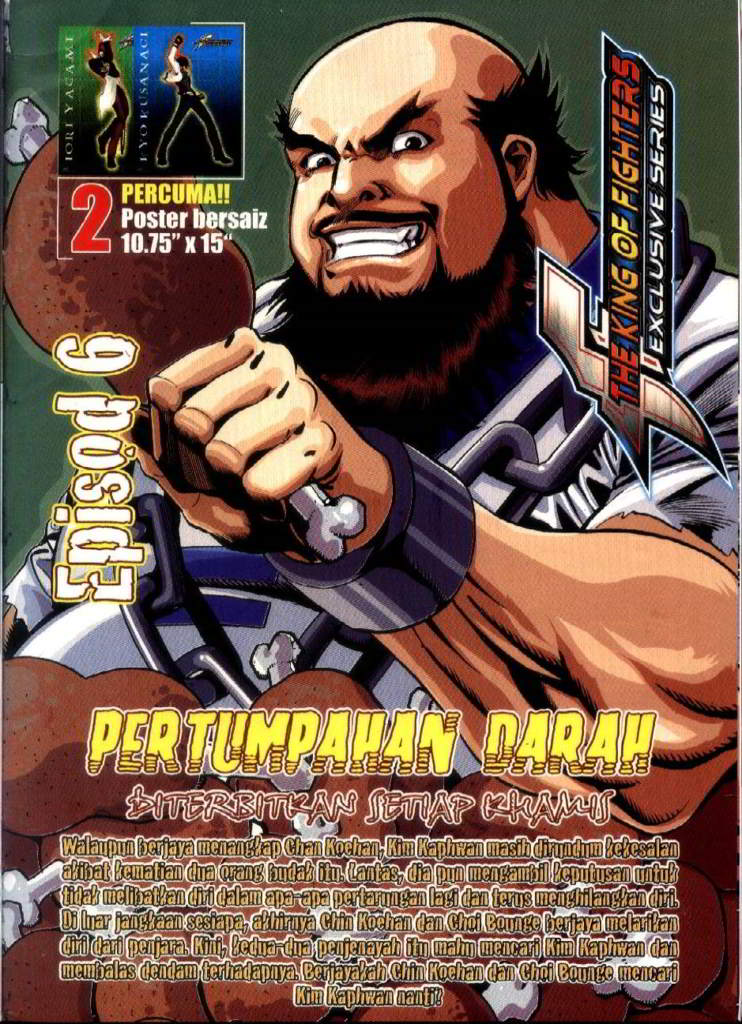 IORI YAGAMI
KYO KUSANAGI
2
PERCUMA!!
Poster bersaiz
10.75" x 15"
THE KING OF FIGHTERS
EXCLUSIVE SERIES
Episod 6
PERTUMPAHAN DARAH
DITERBITKAN SETIAP KHAMIS
Walaupun berjaya menangkap Chan Koehan, Kim Kaphwan masih dirundum kekesalan
akibat kematian dua orang budak itu. Lantas, dia pun mengambil keputusan untuk
tidak melibatkan diri dalam apa-apa pertarungan lagi dan terus menghilangkan diri.
Di luar jangkaan sesiapa, akhirnya Chin Koehan dan Choi Bounge berjaya melarikan
diri dari penjara. Kini, kedua-dua penjenayah itu mahu mencari Kim Kaphwan dan
membalas dendam terhadapnya. Berjayakah Chin Koehan dan Choi Bounge mencari
Kim Kaphwan nanti?